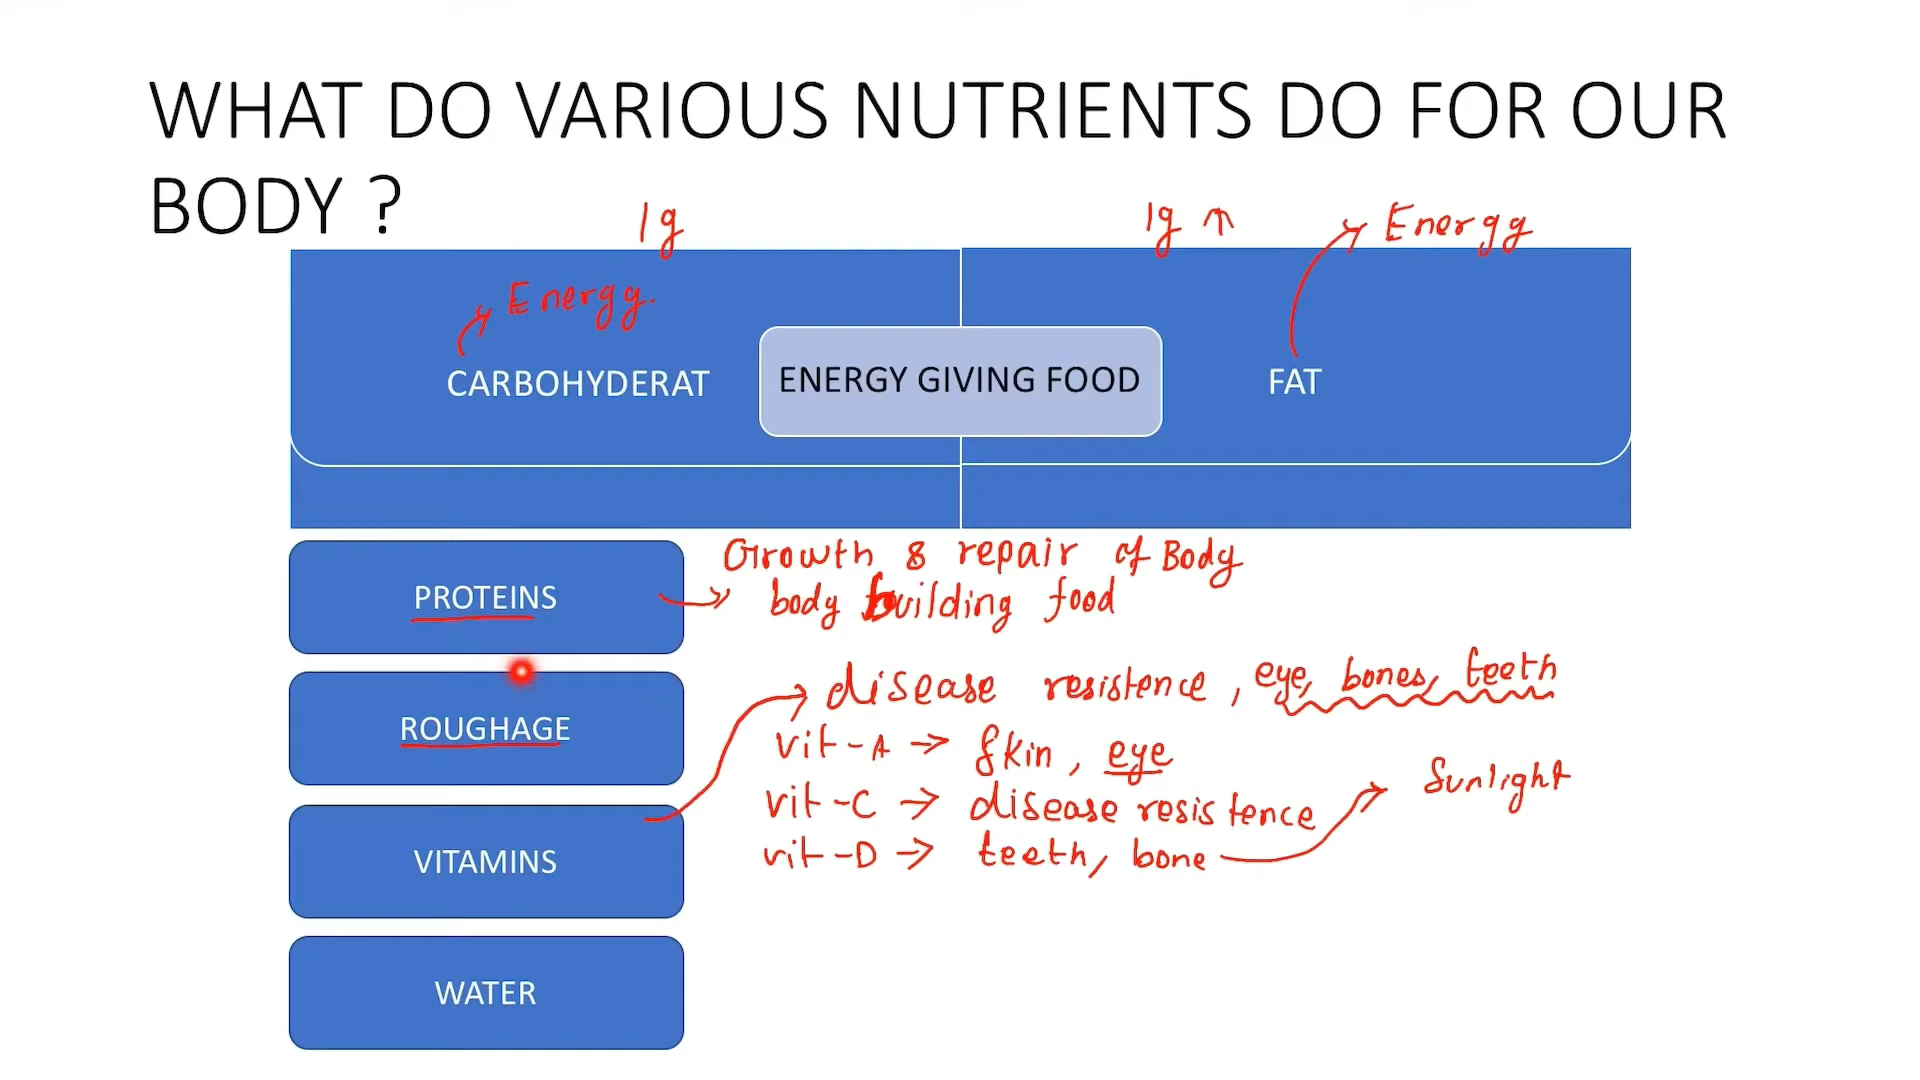 WHAT DO VARIOUS NUTRIENTS DO FOR OUR
BODY ?
1g
1g ↑
Energy
Energy.
CARBOHYDERAT
ENERGY GIVING FOOD
FAT
PROTEINS
Growth & repair of Body
body building food
ROUGHAGE
disease resistence, eye, bones, teeth
vit-A → Skin, eye
vit-C → disease resistence
Sunlight
vit-D → teeth, bone
VITAMINS
WATER